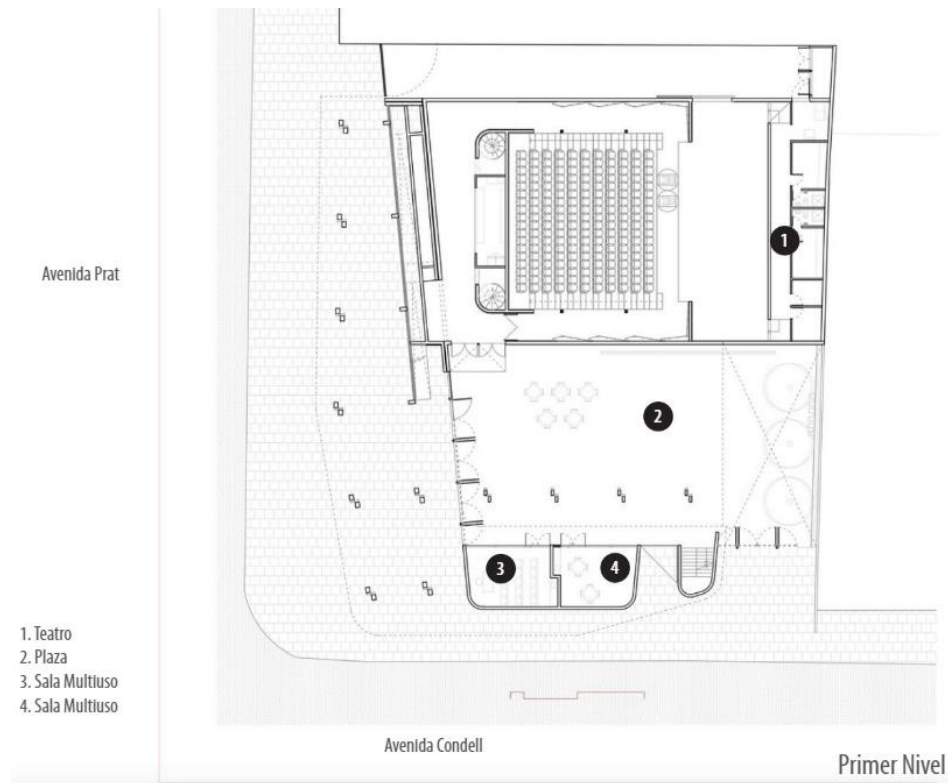 1
Avenida Prat
2
3
4
1. Teatro
2. Plaza
3. Sala Multiuso
4. Sala Multiuso
Avenida Condell
Primer Nivel